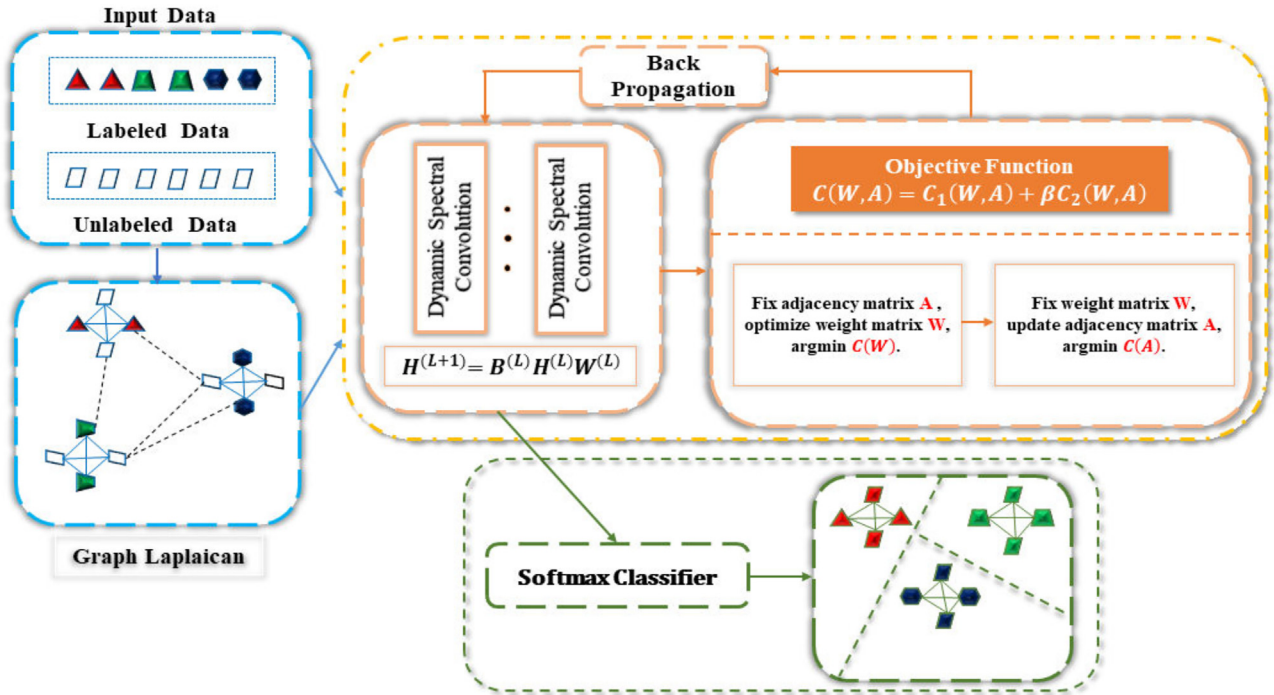 Input Data
Labeled Data
Unlabeled Data
Graph Laplaican
Back
Propagation
Dynamic Spectral
Convolution
Dynamic Spectral
Convolution
H^(L+1) = B^(L) H^(L) W^(L)
Objective Function
C(W, A) = C₁(W, A) + βC₂(W, A)
Fix adjacency matrix A ,
optimize weight matrix W,
argmin C(W).
Fix weight matrix W,
update adjacency matrix A,
argmin C(A).
Softmax Classifier